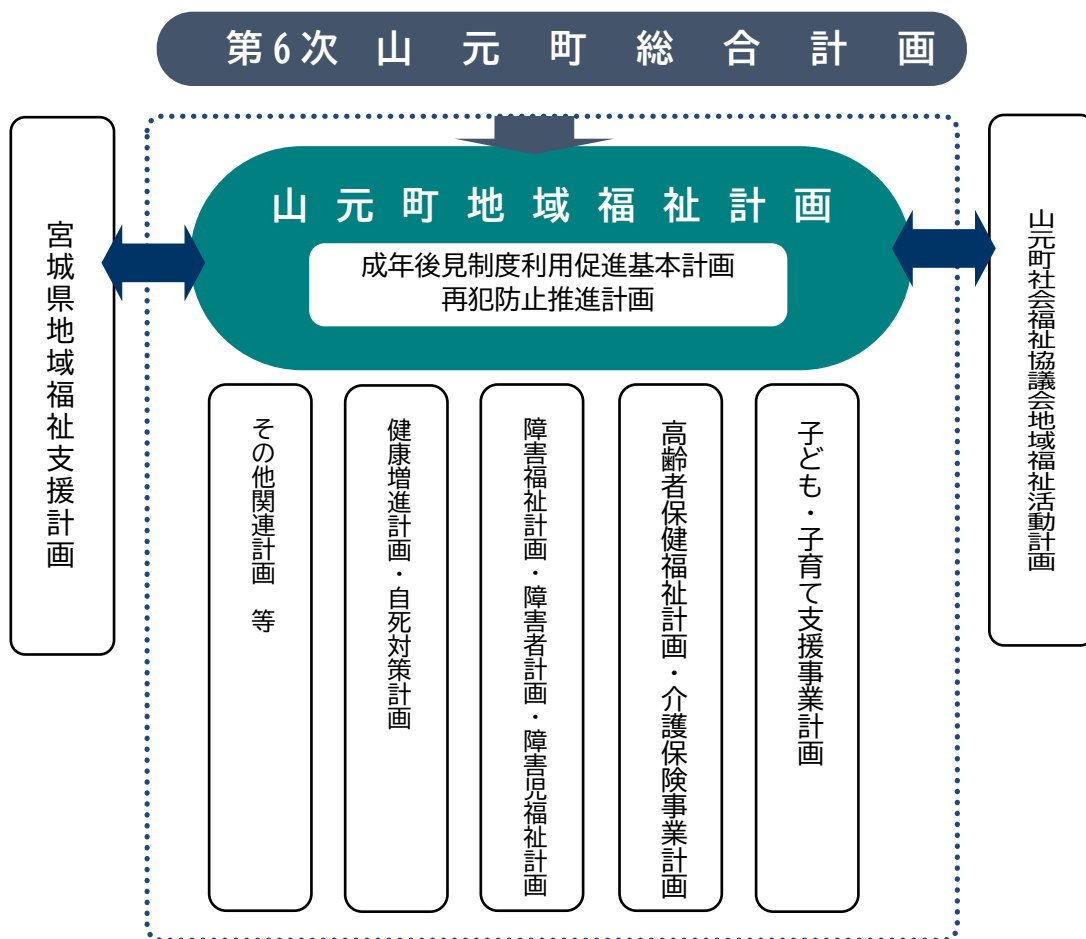 第6次 山元町総合計画
山元町地域福祉計画
成年後見制度利用促進基本計画
再犯防止推進計画
宮城県地域福祉支援計画
山元町社会福祉協議会地域福祉活動計画
子ども・子育て支援事業計画
高齢者保健福祉計画・介護保険事業計画
障害福祉計画・障害者計画・障害児福祉計画
健康増進計画・自死対策計画
その他関連計画 等